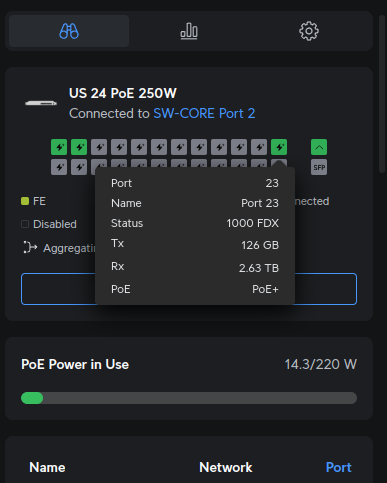 US 24 PoE 250W
Connected to SW-CORE Port 2
SFP
FE
nnected
Disabled
Aggregatin
Port 23
Name Port 23
Status 1000 FDX
Tx 126 GB
Rx 2.63 TB
PoE PoE+
PoE Power in Use 14.3/220 W
Name Network Port